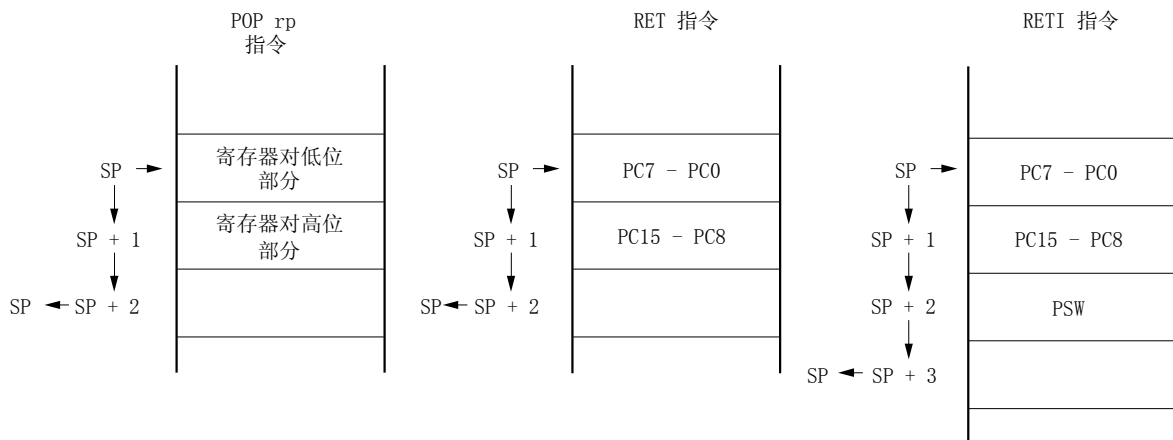 POP rp
指令
寄存器对低位
部分
SP
寄存器对高位
部分
SP + 1
SP
SP + 2
RET 指令
SP
PC7 - PC0
SP + 1
PC15 - PC8
SP
SP + 2
RETI 指令
SP
PC7 - PC0
SP + 1
PC15 - PC8
SP + 2
PSW
SP
SP + 3